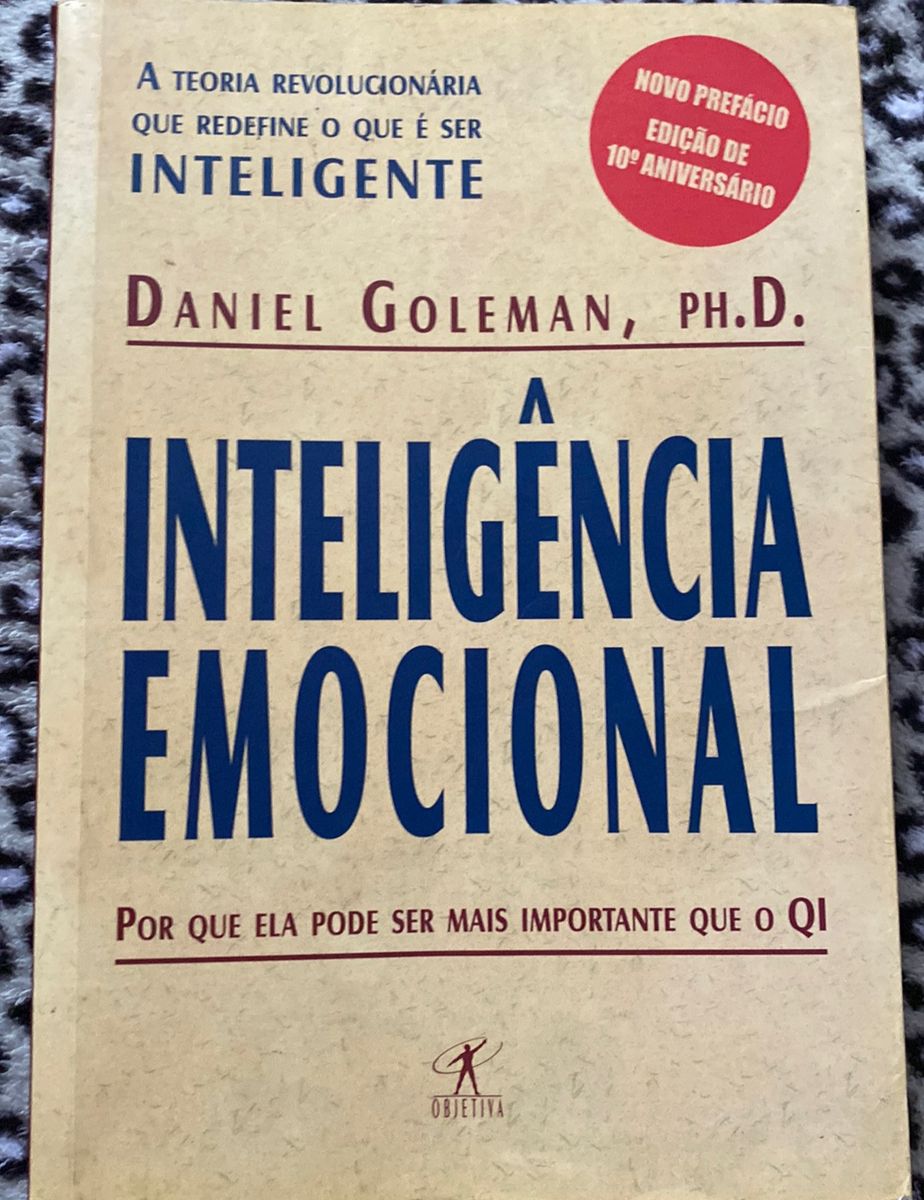 A TEORIA REVOLUCIONÁRIA
QUE REDEFINE O QUE É SER
INTELIGENTE
NOVO PREFÁCIO
EDIÇÃO DE
10º ANIVERSÁRIO
DANIEL GOLEMAN, PH.D.
INTELIGÊNCIA
EMOCIONAL
POR QUE ELA PODE SER MAIS IMPORTANTE QUE O QI
OBJETIVA